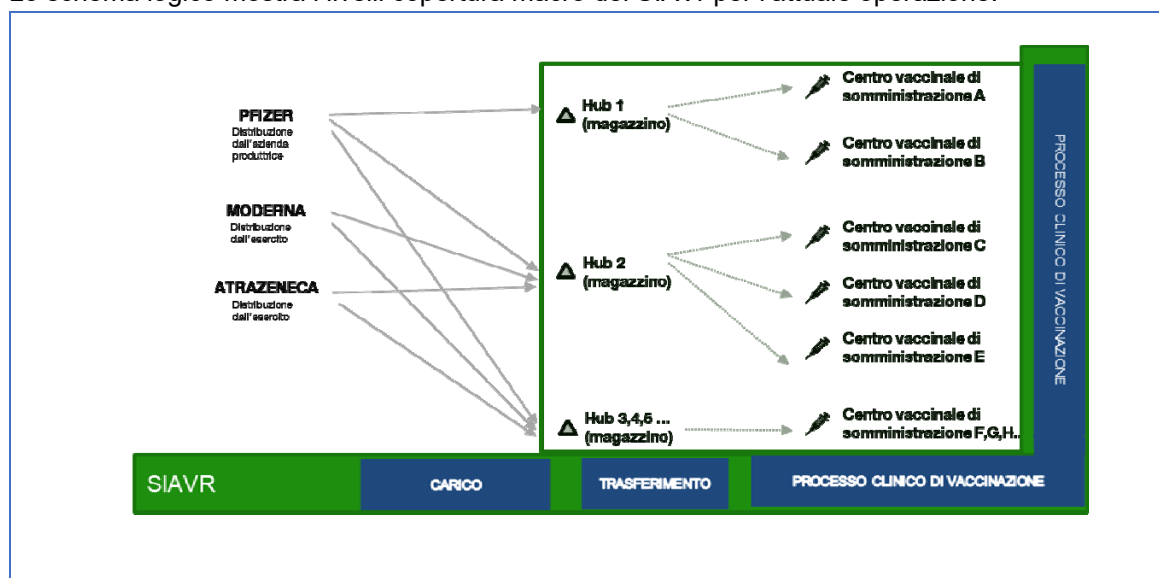 PFIZER
Distribuzione
dall'azienda
produttrice
MODERNA
Distribuzione
dall'esercito
ATRAZENECA
Distribuzione
dall'esercito
Hub 1
(magazzino)
Hub 2
(magazzino)
Hub 3,4,5 ...
(magazzino)
Centro vaccinale di
somministrazione A
Centro vaccinale di
somministrazione B
Centro vaccinale di
somministrazione C
Centro vaccinale di
somministrazione D
Centro vaccinale di
somministrazione E
Centro vaccinale di
somministrazione F,G,H..
PROCESSO CLINICO DI VACCINAZIONE
SIAVR
CARICO
TRASFERIMENTO
PROCESSO CLINICO DI VACCINAZIONE